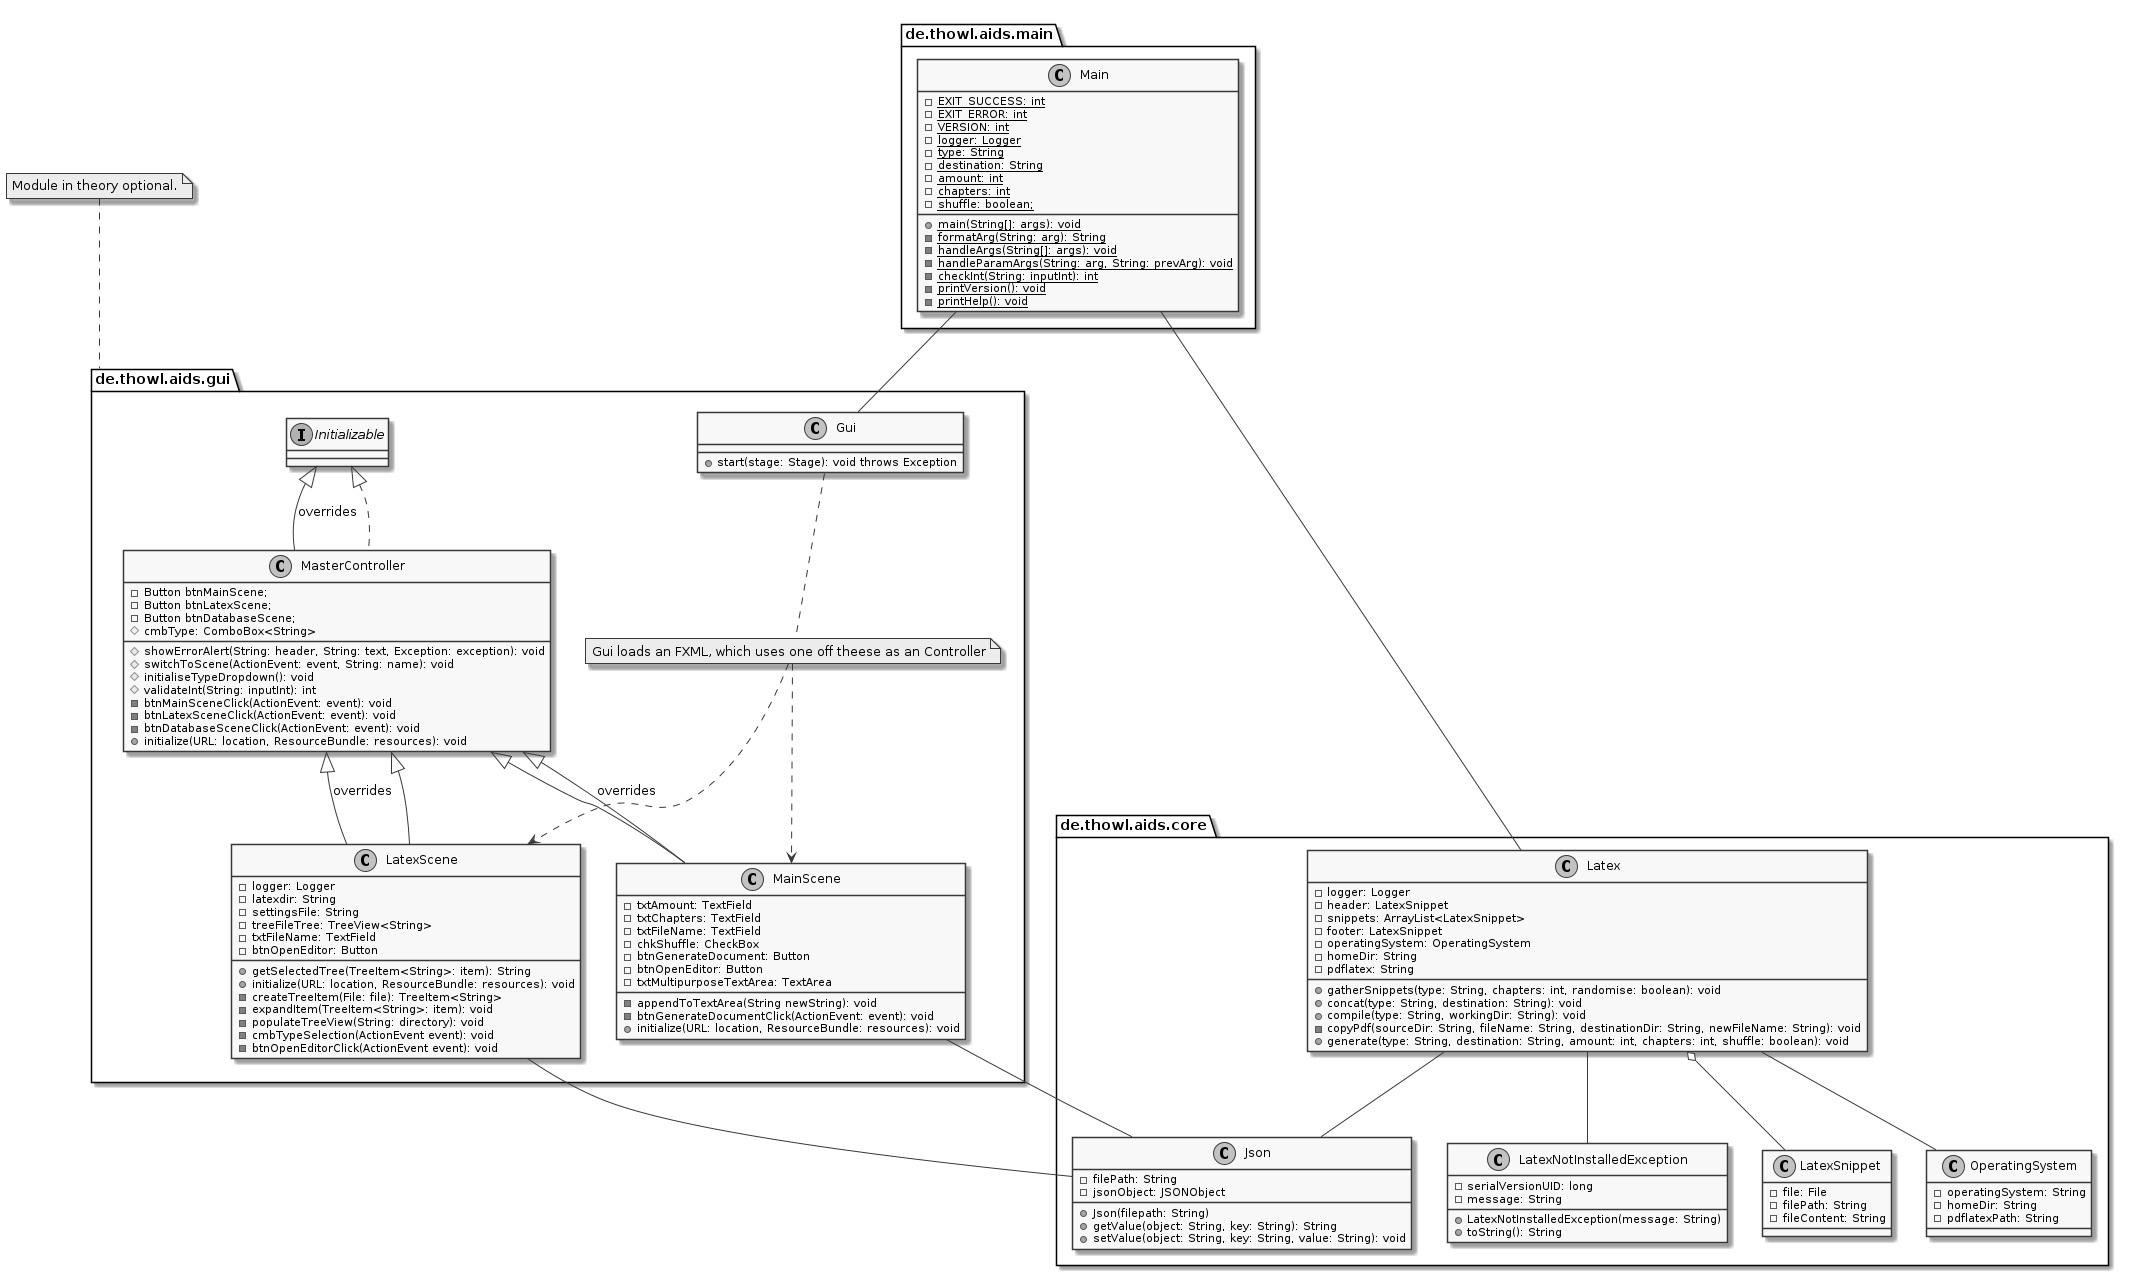 de.thowl.aids.main
C Main
EXIT_SUCCESS: int
EXIT_ERROR: int
VERSION: int
logger: Logger
type: String
destination: String
amount: int
chapters: int
shuffle: boolean;
main(String[]: args): void
formatArg(String: arg): String
handleArgs(String[]: args): void
handleParamArgs(String: arg, String: prevArg): void
checkInt(String: inputInt): int
printVersion(): void
printHelp(): void
Module in theory optional.
de.thowl.aids.gui
I Initializable
C Gui
start(stage: Stage): void throws Exception
overrides
C MasterController
Button btnMainScene;
Button btnLatexScene;
Button btnDatabaseScene;
cmbType: ComboBox<String>
showErrorAlert(String: header, String: text, Exception: exception): void
switchToScene(ActionEvent: event, String: name): void
initialiseTypeDropdown(): void
validateInt(String: inputInt): int
btnMainSceneClick(ActionEvent: event): void
btnLatexSceneClick(ActionEvent: event): void
btnDatabaseSceneClick(ActionEvent: event): void
initialize(URL: location, ResourceBundle: resources): void
Gui loads an FXML, which uses one off theese as an Controller
overrides
overrides
C LatexScene
logger: Logger
latexdir: String
settingsFile: String
treeFileTree: TreeView<String>
txtFileName: TextField
btnOpenEditor: Button
getSelectedTree(TreeItem<String>: item): String
initialize(URL: location, ResourceBundle: resources): void
createTreeItem(File: file): TreeItem<String>
expandItem(TreeItem<String>: item): void
populateTreeView(String: directory): void
cmbTypeSelection(ActionEvent event): void
btnOpenEditorClick(ActionEvent event): void
C MainScene
txtAmount: TextField
txtChapters: TextField
txtFileName: TextField
chkShuffle: CheckBox
btnGenerateDocument: Button
btnOpenEditor: Button
txtMultipurposeTextArea: TextArea
appendToTextArea(String newString): void
btnGenerateDocumentClick(ActionEvent: event): void
initialize(URL: location, ResourceBundle: resources): void
de.thowl.aids.core
C Latex
logger: Logger
header: LatexSnippet
snippets: ArrayList<LatexSnippet>
footer: LatexSnippet
operatingSystem: OperatingSystem
homeDir: String
pdflatex: String
gatherSnippets(type: String, chapters: int, randomise: boolean): void
concat(type: String, destination: String): void
compile(type: String, workingDir: String): void
copyPdf(sourceDir: String, fileName: String, destinationDir: String, newFileName: String): void
generate(type: String, destination: String, amount: int, chapters: int, shuffle: boolean): void
C Json
filePath: String
jsonObject: JSONObject
Json(filepath: String)
getValue(object: String, key: String): String
setValue(object: String, key: String, value: String): void
C LatexNotInstalledException
serialVersionUID: long
message: String
LatexNotInstalledException(message: String)
toString(): String
C LatexSnippet
file: File
filePath: String
fileContent: String
C OperatingSystem
operatingSystem: String
homeDir: String
pdflatexPath: String